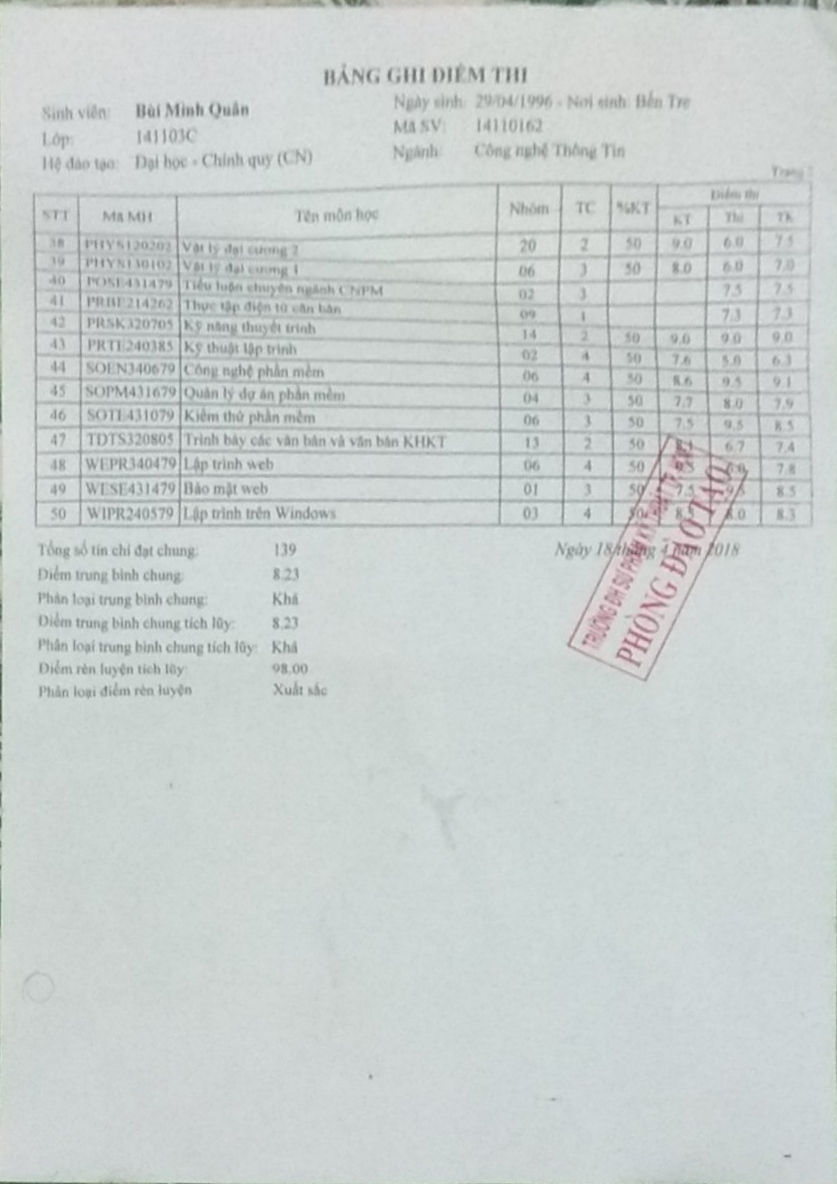 BẢNG GHI ĐIỂM THI
Sinh viên: Bùi Minh Quân Ngày sinh: 29/04/1996 - Nơi sinh: Bến Tre
Lớp: 141103C Mã SV: 14110162
Hệ đào tạo: Đại học - Chính quy (CN) Ngành: Công nghệ Thông Tin
Trang
STT Mã MH Tên môn học Nhóm TC %KT Điểm thi
KT Thi TK
38 PHYS120202 Vật lý đại cương 2 20 2 50 9.0 6.0 7.5
39 PHYS130102 Vật lý đại cương 1 06 3 50 8.0 6.0 7.0
40 POSE431479 Tiểu luận chuyên ngành CNPM 02 3 7.5 7.5
41 PRBE214262 Thực tập điện tử căn bản 09 1 7.3 7.3
42 PRSK320705 Kỹ năng thuyết trình 14 2 50 9.0 9.0 9.0
43 PRTE240385 Kỹ thuật lập trình 02 4 50 7.6 5.0 6.3
44 SOEN340679 Công nghệ phần mềm 06 4 50 8.6 9.5 9.1
45 SOPM431679 Quản lý dự án phần mềm 04 3 50 7.7 8.0 7.9
46 SOTE431079 Kiểm thử phần mềm 06 3 50 7.5 9.5 8.5
47 TDTS320805 Trình bày các văn bản và văn bản KHKT 13 2 50 6.7 7.4
48 WEPR340479 Lập trình web 06 4 50 7.8
49 WESE431479 Bảo mật web 01 3 50 7.5 8.5
50 WIPR240579 Lập trình trên Windows 03 4 50 8.5 8.0 8.3
Tổng số tín chỉ đạt chung: 139 Ngày 18 tháng 4 năm 2018
Điểm trung bình chung: 8.23
Phân loại trung bình chung: Khá
Điểm trung bình chung tích lũy: 8.23
Phân loại trung bình chung tích lũy: Khá
Điểm rèn luyện tích lũy: 98.00
Phân loại điểm rèn luyện Xuất sắc
TRƯỜNG ĐH SƯ PHẠM KỸ THUẬT TP.HCM
PHÒNG ĐÀO TẠO